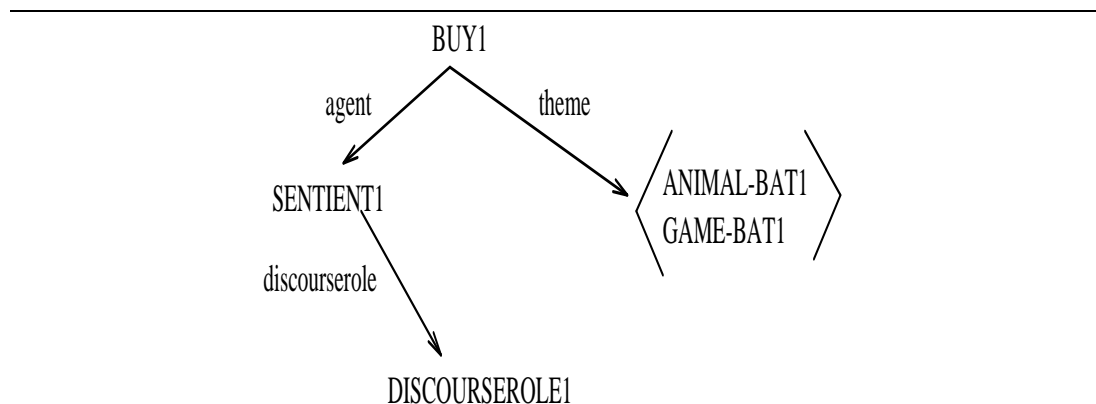 BUY1
agent
theme
ANIMAL-BAT1
SENTIENT1
GAME-BAT1
discourserole
DISCOURSEROLE1